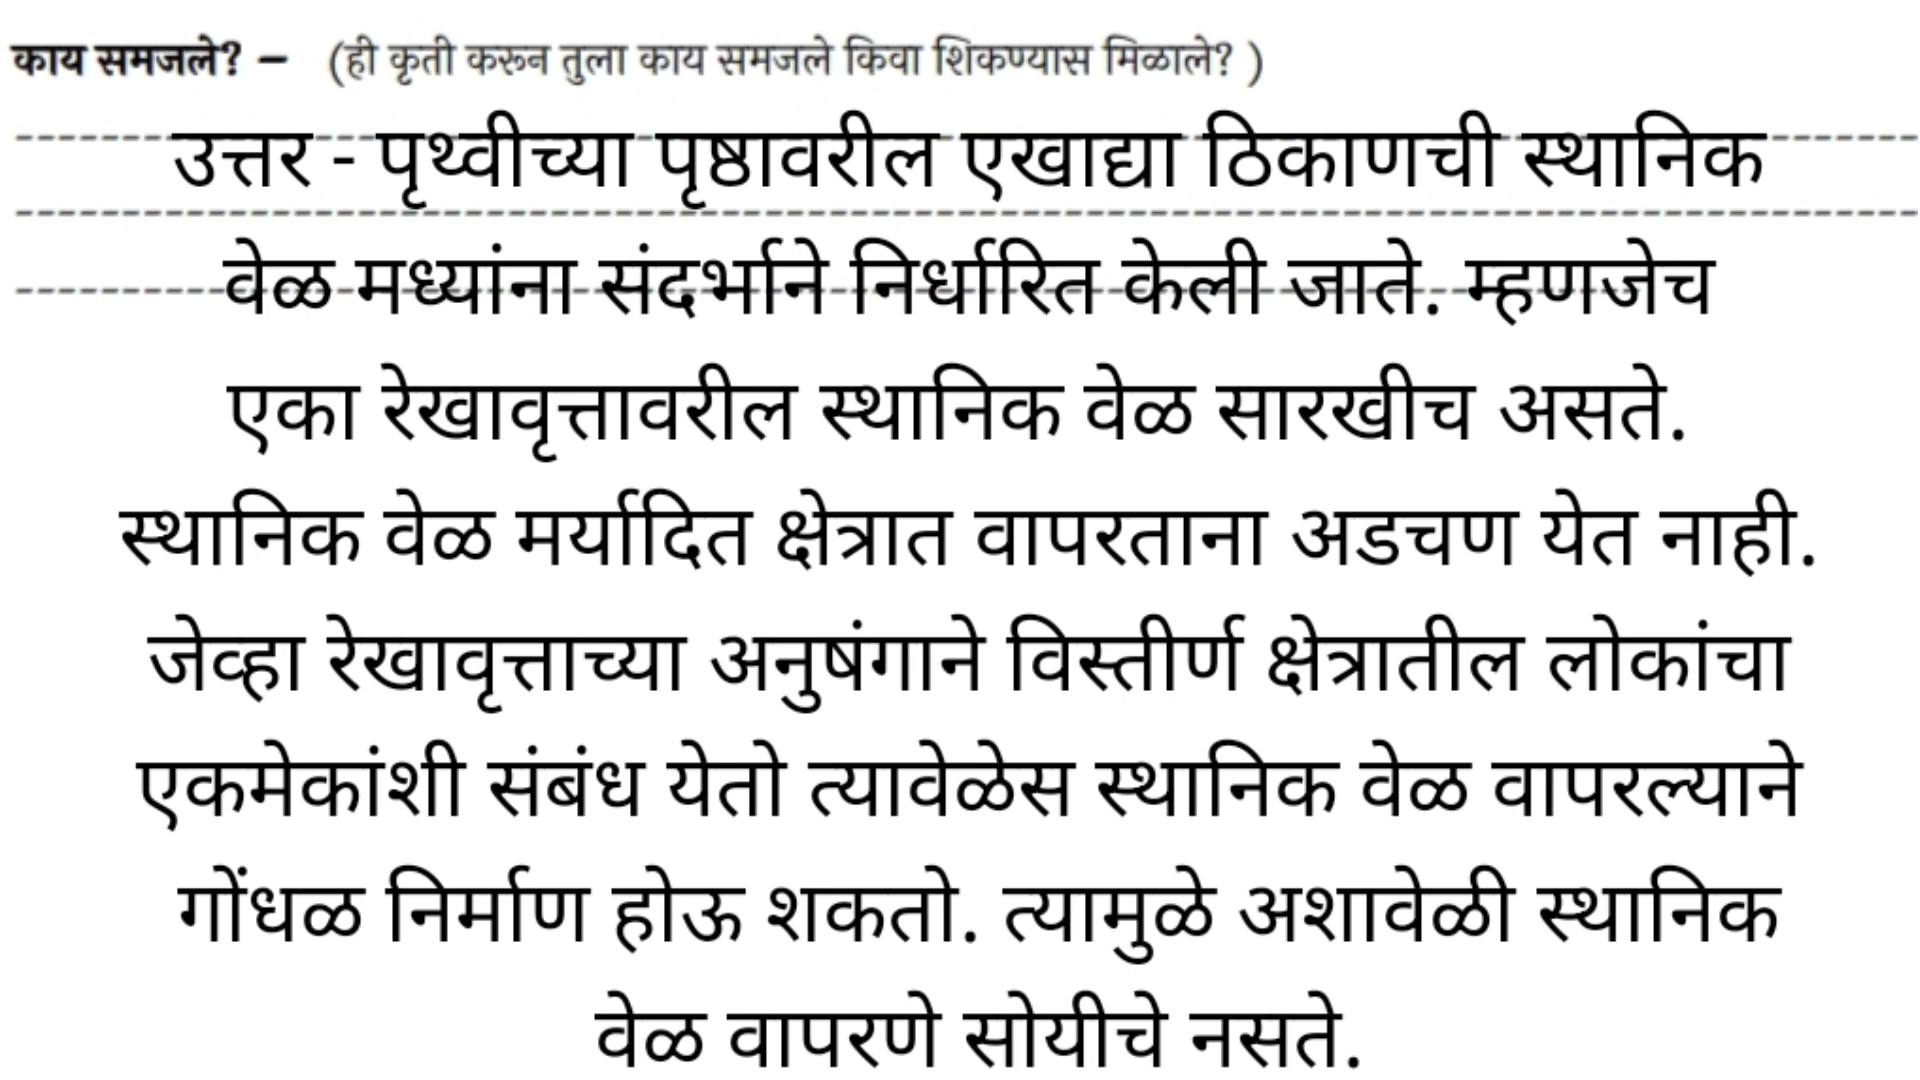 काय समजले? – (ही कृती करून तुला काय समजले किवा शिकण्यास मिळाले? )
उत्तर - पृथ्वीच्या पृष्ठावरील एखाद्या ठिकाणची स्थानिक
वेळ मध्यांना संदर्भाने निर्धारित केली जाते. म्हणजेच
एका रेखावृत्तावरील स्थानिक वेळ सारखीच असते.
स्थानिक वेळ मर्यादित क्षेत्रात वापरताना अडचण येत नाही.
जेव्हा रेखावृत्ताच्या अनुषंगाने विस्तीर्ण क्षेत्रातील लोकांचा
एकमेकांशी संबंध येतो त्यावेळेस स्थानिक वेळ वापरल्याने
गोंधळ निर्माण होऊ शकतो. त्यामुळे अशावेळी स्थानिक
वेळ वापरणे सोयीचे नसते.